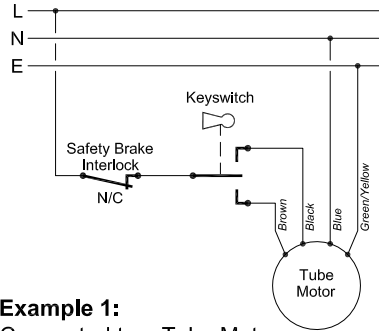 L
N
E
Keyswitch
Safety Brake
Interlock
N/C
Brown
Black
Blue
Green/Yellow
Tube
Motor
Example 1: